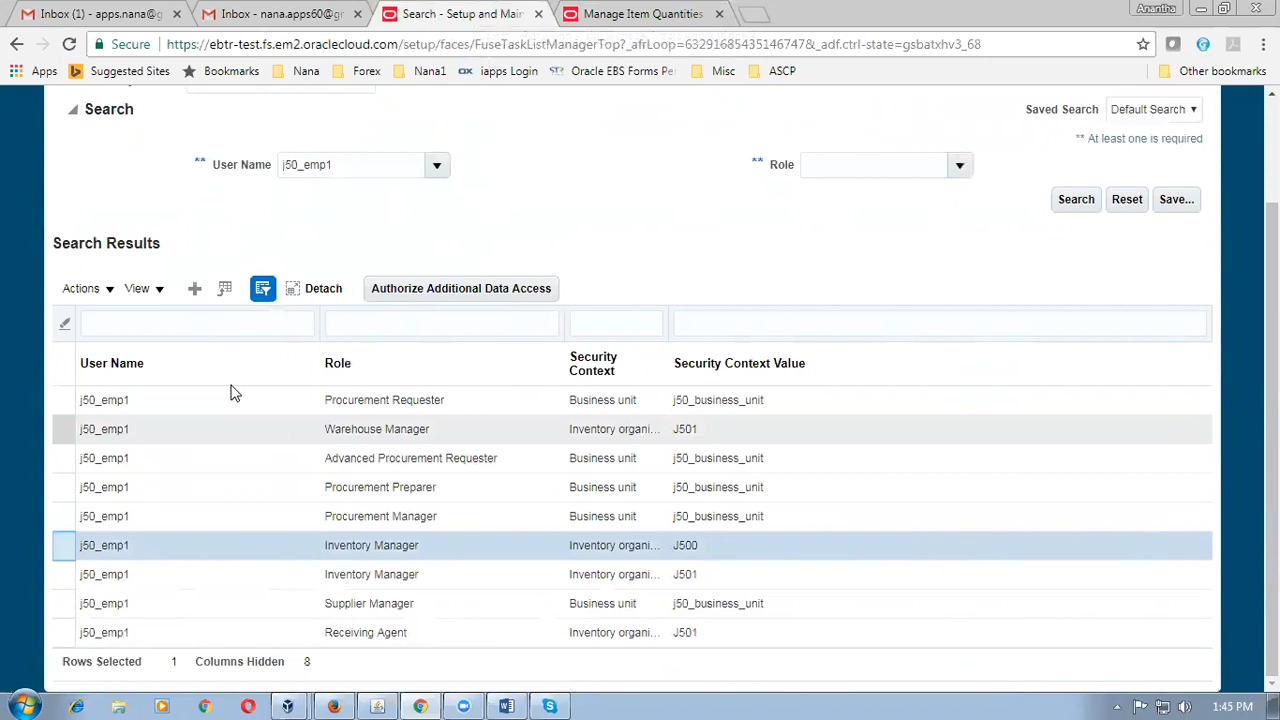 Inbox (1) - appsnana@g
Inbox - nana.apps60@gn
Search - Setup and Main
Manage Item Quantities
Anantha
Secure https://ebtr-test.fs.em2.oraclecloud.com/setup/faces/FuseTaskListManagerTop?_afrLoop=63291685435146747&_adf.ctrl-state=gsbatxhv3_68
Apps Suggested Sites Bookmarks Nana Forex Nana1 iapps Login Oracle EBS Forms Per Misc ASCP Other bookmarks
Search
Saved Search Default Search
** At least one is required
** User Name j50_emp1
** Role
Search Reset Save...
Search Results
Actions View Detach Authorize Additional Data Access
User Name Role Security Context Security Context Value
j50_emp1 Procurement Requester Business unit j50_business_unit
j50_emp1 Warehouse Manager Inventory organi... J501
j50_emp1 Advanced Procurement Requester Business unit j50_business_unit
j50_emp1 Procurement Preparer Business unit j50_business_unit
j50_emp1 Procurement Manager Business unit j50_business_unit
j50_emp1 Inventory Manager Inventory organi... J500
j50_emp1 Inventory Manager Inventory organi... J501
j50_emp1 Supplier Manager Business unit j50_business_unit
j50_emp1 Receiving Agent Inventory organi... J501
Rows Selected 1 Columns Hidden 8
1:45 PM